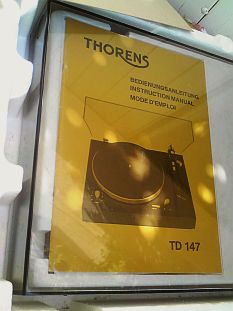 THORENS
BEDIENUNGSANLEITUNG
INSTRUCTION MANUAL
MODE D'EMPLOI
TD 147